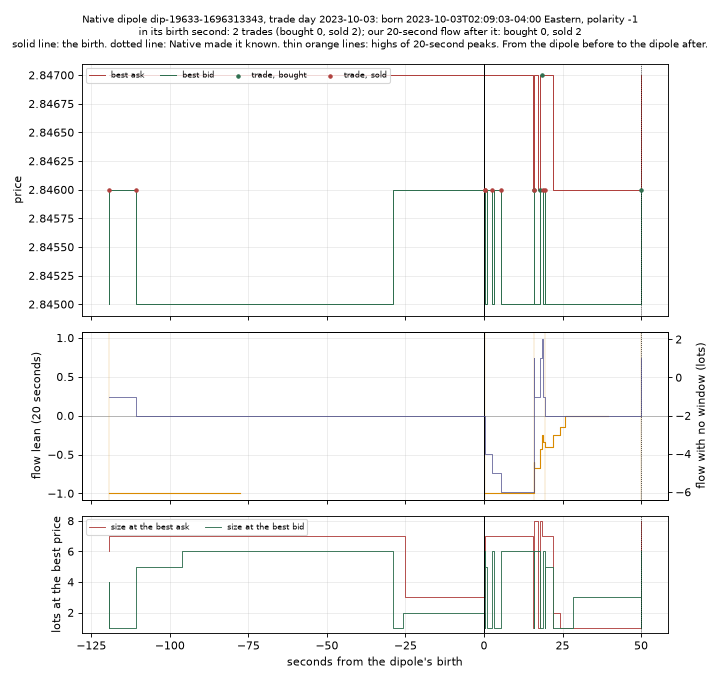 Native dipole dip-19633-1696313343, trade day 2023-10-03: born 2023-10-03T02:09:03-04:00 Eastern, polarity -1
in its birth second: 2 trades (bought 0, sold 2); our 20-second flow after it: bought 0, sold 2
solid line: the birth. dotted line: Native made it known. thin orange lines: highs of 20-second peaks. From the dipole before to the dipole after.
best ask
best bid
trade, bought
trade, sold
2.84700
2.84675
2.84650
2.84625
2.84600
2.84575
2.84550
2.84525
2.84500
price
1.0
0.5
0.0
−0.5
−1.0
flow lean (20 seconds)
2
0
−2
−4
−6
flow with no window (lots)
size at the best ask
size at the best bid
8
6
4
2
lots at the best price
−125
−100
−75
−50
−25
0
25
50
seconds from the dipole's birth